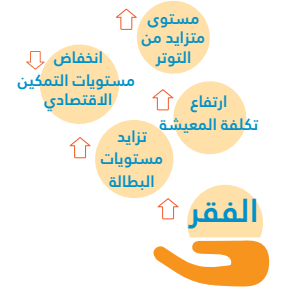 مستوى
متزايد من
التوتر
انخفاض
مستويات التمكين
الاقتصادي
ارتفاع
تكلفة المعيشة
تزايد
مستويات
البطالة
الفقر